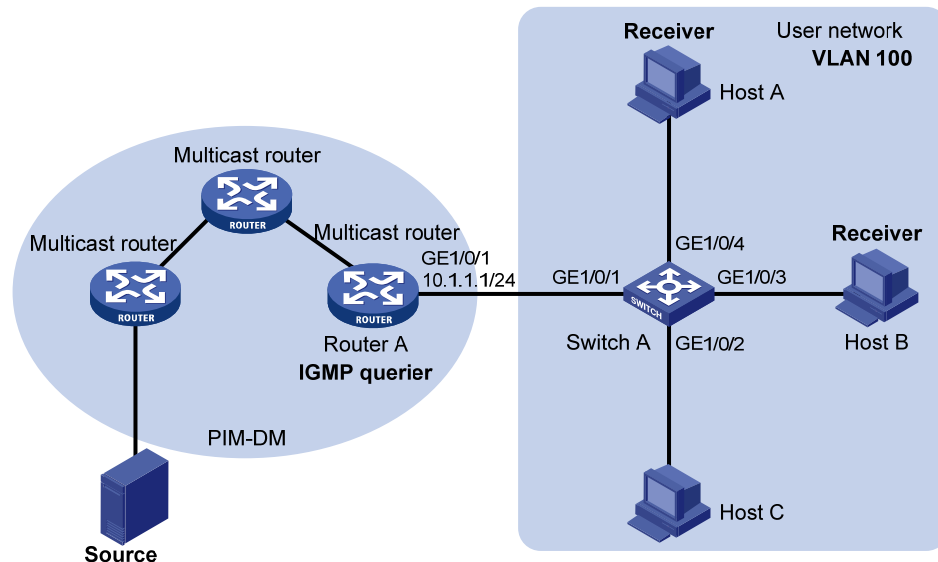 Receiver
User network
VLAN 100
Host A
Multicast router
ROUTER
Multicast router
ROUTER
Multicast router
GE1/0/1
10.1.1.1/24
ROUTER
Router A
IGMP querier
PIM-DM
Source
GE1/0/4
GE1/0/1
GE1/0/3
SWITCH
Switch A
GE1/0/2
Receiver
Host B
Host C